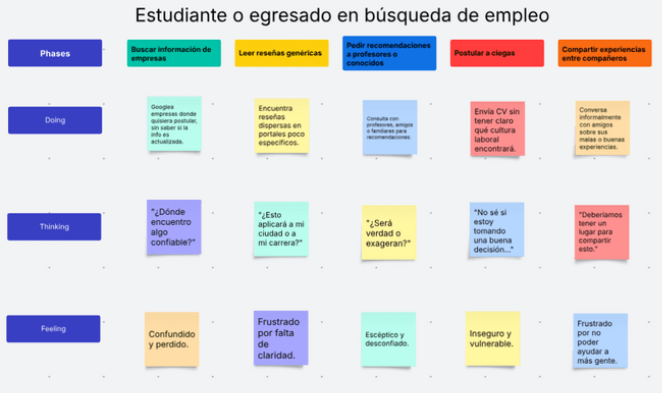 Estudiante o egresado en búsqueda de empleo
Phases
Buscar información de
empresas
Leer reseñas genéricas
Pedir recomendaciones
a profesores o
conocidos
Postular a ciegas
Compartir experiencias
entre compañeros
Doing
Googlea
empresas donde
quisiera postular,
sin saber si la
info es
actualizada.
Encuentra
reseñas
dispersas en
portales poco
específicos.
Consulta con
profesores, amigos
o familiares para
recomendaciones.
Envía CV sin
tener claro
qué cultura
laboral
encontrará.
Conversa
informalmente
con amigos
sobre sus
malas o buenas
experiencias.
Thinking
"¿Dónde
encuentro
algo
confiable?"
"¿Esto
aplicará a mi
ciudad o a
mi carrera?"
"¿Será
verdad o
exageran?"
"No sé si
estoy
tomando
una buena
decisión..."
"Deberíamos
tener un
lugar para
compartir
esto."
Feeling
Confundido
y perdido.
Frustrado
por falta
de
claridad.
Escéptico y
desconfiado.
Inseguro y
vulnerable.
Frustrado
por no
poder
ayudar a
más gente.